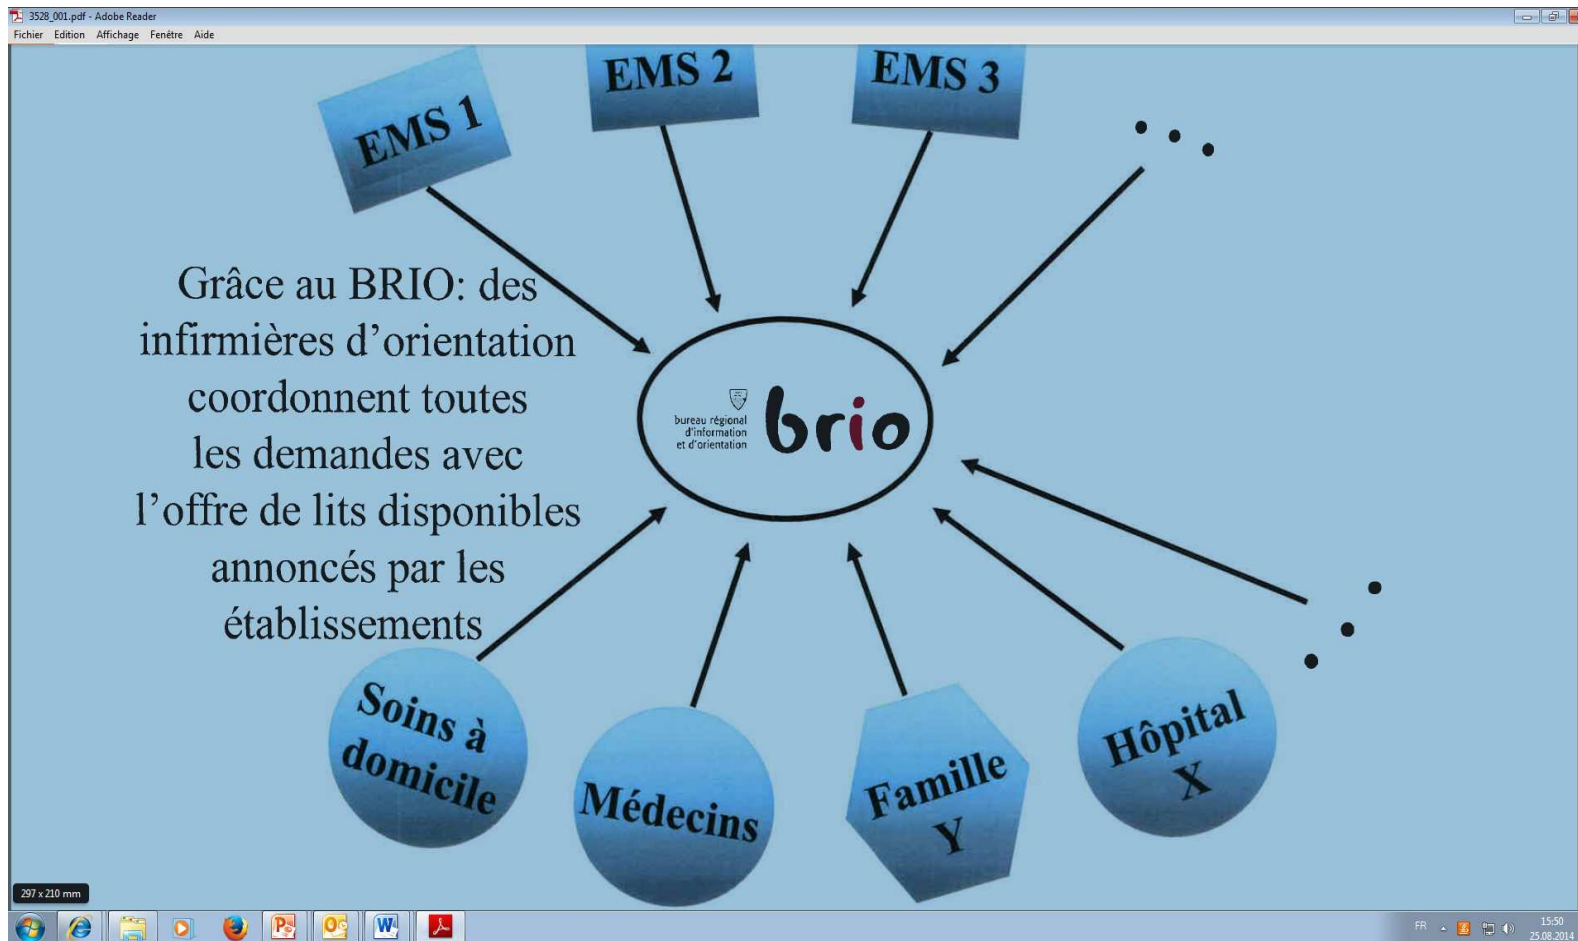 3528_001.pdf - Adobe Reader
Fichier Edition Affichage Fenêtre Aide
EMS 1
EMS 2
EMS 3
Grâce au BRIO: des
infirmières d'orientation
coordonnent toutes
les demandes avec
l'offre de lits disponibles
annoncés par les
établissements
bureau régional
d'information
et d'orientation
brio
Soins à
domicile
Médecins
Famille
Y
Hôpital
X
297 x 210 mm
FR
15:50
25.08.2014